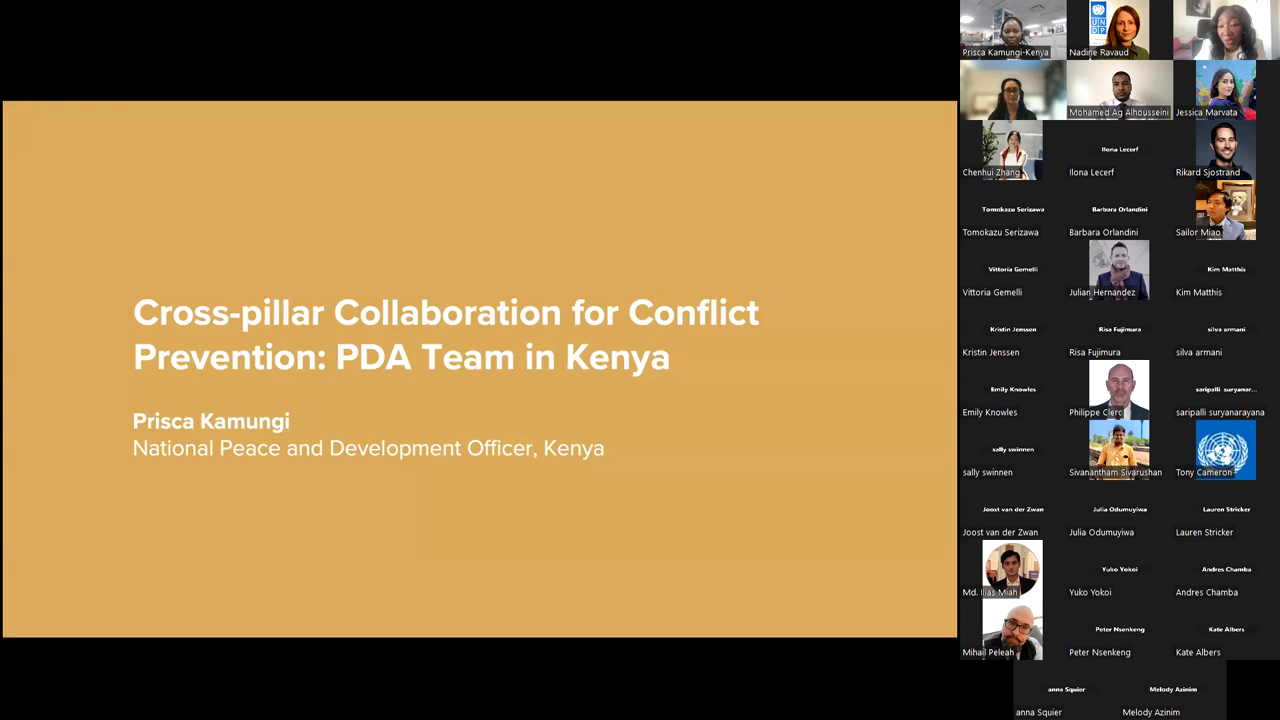 Cross-pillar Collaboration for Conflict
Prevention: PDA Team in Kenya
Prisca Kamungi
National Peace and Development Officer, Kenya
Prisca Kamungi-Kenya
U N
D P
Nadine Ravaud
Mohamed Ag Alhousseini
Jessica Marvata
Chenhui Zhang
Ilona Lecerf
Ilona Lecerf
Rikard Sjostrand
Tomokazu Serizawa
Tomokazu Serizawa
Barbara Orlandini
Barbara Orlandini
Sailor Miao
Vittoria Gemelli
Vittoria Gemelli
Julian Hernandez
Kim Matthis
Kim Matthis
Kristin Jenssen
Kristin Jenssen
Risa Fujimura
Risa Fujimura
silva armani
silva armani
Emily Knowles
Emily Knowles
Philippe Clerc
saripalli suryanar...
saripalli suryanarayana
sally swinnen
sally swinnen
Sivanantham Sivarushan
Tony Cameron
Joost van der Zwan
Joost van der Zwan
Julia Odumuyiwa
Julia Odumuyiwa
Lauren Stricker
Lauren Stricker
Md. Ilias Miah
Yuko Yokoi
Yuko Yokoi
Andres Chamba
Andres Chamba
Mihail Peleah
Peter Nsenkeng
Peter Nsenkeng
Kate Albers
Kate Albers
anna Squier
anna Squier
Melody Azinim
Melody Azinim